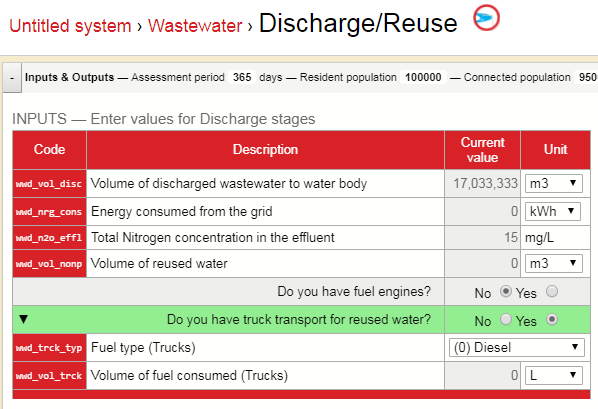 Untitled system › Wastewater › Discharge/Reuse
- Inputs & Outputs — Assessment period 365 days — Resident population 100000 — Connected population 950
INPUTS — Enter values for Discharge stages
Code Description Current value Unit
wwd_vol_disc Volume of discharged wastewater to water body 17,033,333 m3 ▼
wwd_nrg_cons Energy consumed from the grid 0 kWh ▼
wwd_n2o_effl Total Nitrogen concentration in the effluent 15 mg/L
wwd_vol_nonp Volume of reused water 0 m3 ▼
Do you have fuel engines? No Yes
▼ Do you have truck transport for reused water? No Yes
wwd_trck_typ Fuel type (Trucks) (0) Diesel ▼
wwd_vol_trck Volume of fuel consumed (Trucks) 0 L ▼